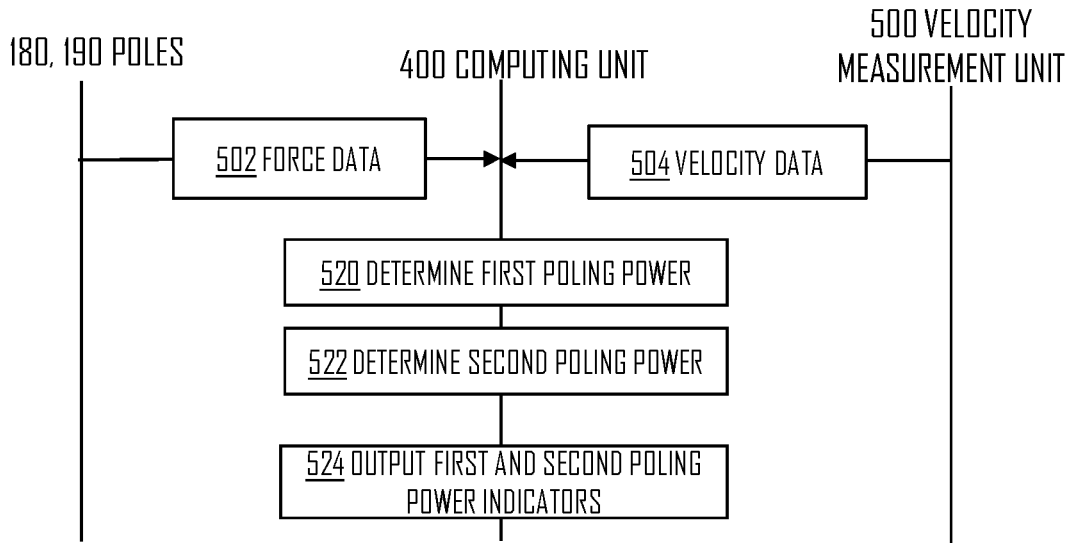 180, 190 POLES
400 COMPUTING UNIT
500 VELOCITY
MEASUREMENT UNIT
502 FORCE DATA
504 VELOCITY DATA
520 DETERMINE FIRST POLING POWER
522 DETERMINE SECOND POLING POWER
524 OUTPUT FIRST AND SECOND POLING
POWER INDICATORS